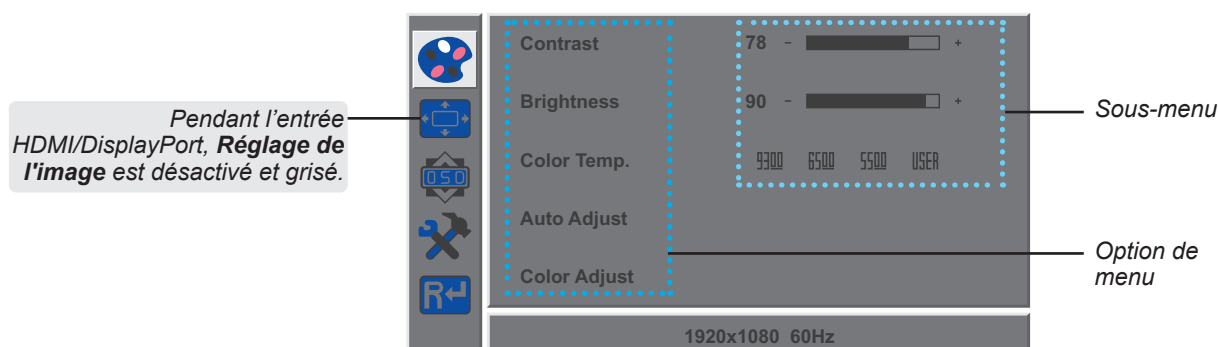 Pendant l’entrée
HDMI/DisplayPort, Réglage de
l'image est désactivé et grisé.
OSD
R
Contrast
78 - +
Brightness
90 - +
Color Temp.
9300 6500 5500 USER
Auto Adjust
Color Adjust
1920x1080 60Hz
Sous-menu
Option de
menu